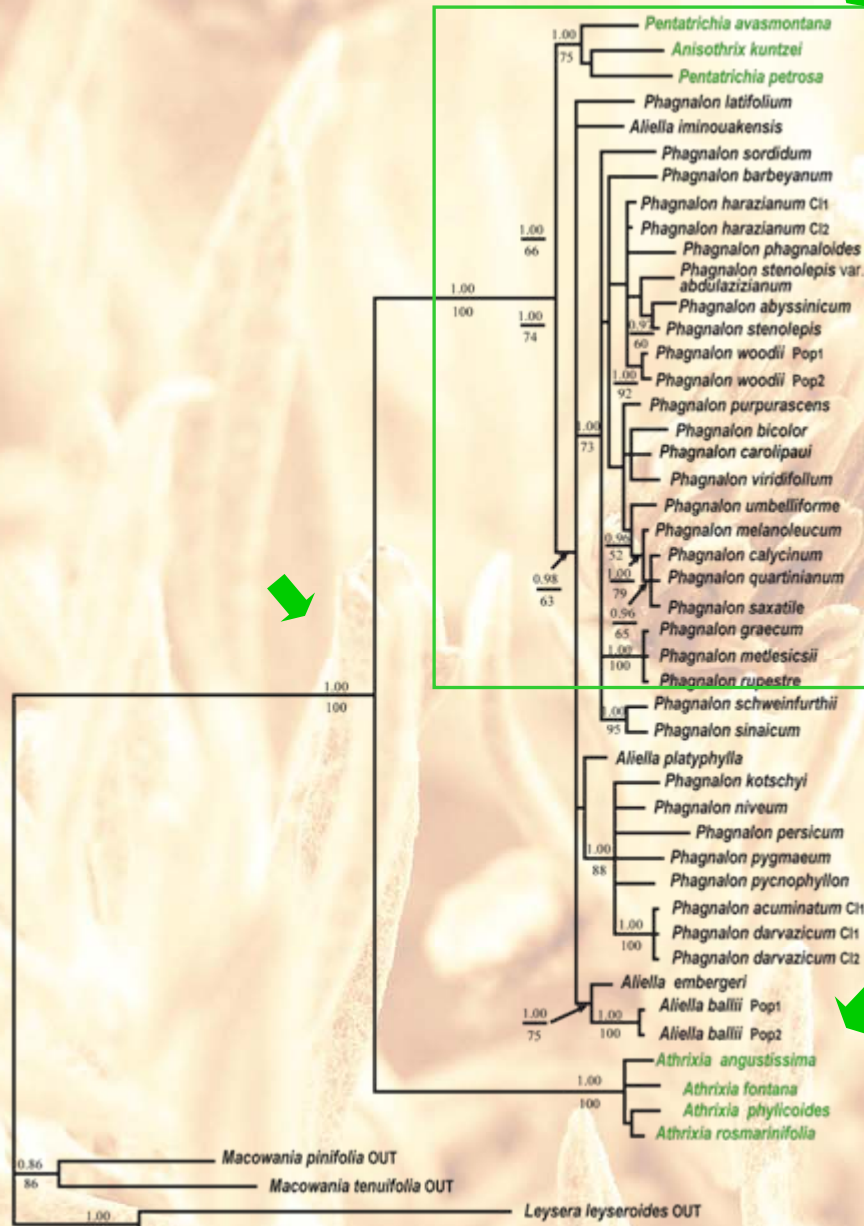 Pentatrichia avasmontana
1.00
75
Anisothrix kuntzei
Pentatrichia petrosa
Phagnalon latifolium
Aliella iminouakensis
Phagnalon sordidum
Phagnalon barbeyanum
Phagnalon harazianum Cl1
Phagnalon harazianum Cl2
1.00
66
Phagnalon phagnaloides
Phagnalon stenolepis var.
abdulazizianum
1.00
100
Phagnalon abyssinicum
1.00
74
0.97
60
Phagnalon stenolepis
Phagnalon woodii Pop1
1.00
92
Phagnalon woodii Pop2
Phagnalon purpurascens
1.00
73
Phagnalon bicolor
Phagnalon carolipaui
Phagnalon viridifolium
Phagnalon umbelliforme
Phagnalon melanoleucum
0.96
52
Phagnalon calycinum
0.98
63
1.00
79
Phagnalon quartinianum
Phagnalon saxatile
0.96
65
Phagnalon graecum
1.00
100
Phagnalon metlesicsii
Phagnalon rupestre
1.00
100
Phagnalon schweinfurthii
1.00
95
Phagnalon sinaicum
Aliella platyphylla
Phagnalon kotschyi
Phagnalon niveum
Phagnalon persicum
1.00
88
Phagnalon pygmaeum
Phagnalon pycnophyllon
Phagnalon acuminatum Cl1
1.00
100
Phagnalon darvazicum Cl1
Phagnalon darvazicum Cl2
Aliella embergeri
1.00
75
1.00
100
Aliella ballii Pop1
Aliella ballii Pop2
Athrixia angustissima
1.00
100
Athrixia fontana
Athrixia phylicoides
Athrixia rosmarinifolia
Macowania pinifolia OUT
0.86
86
Macowania tenuifolia OUT
Leysera leyseroides OUT
1.00